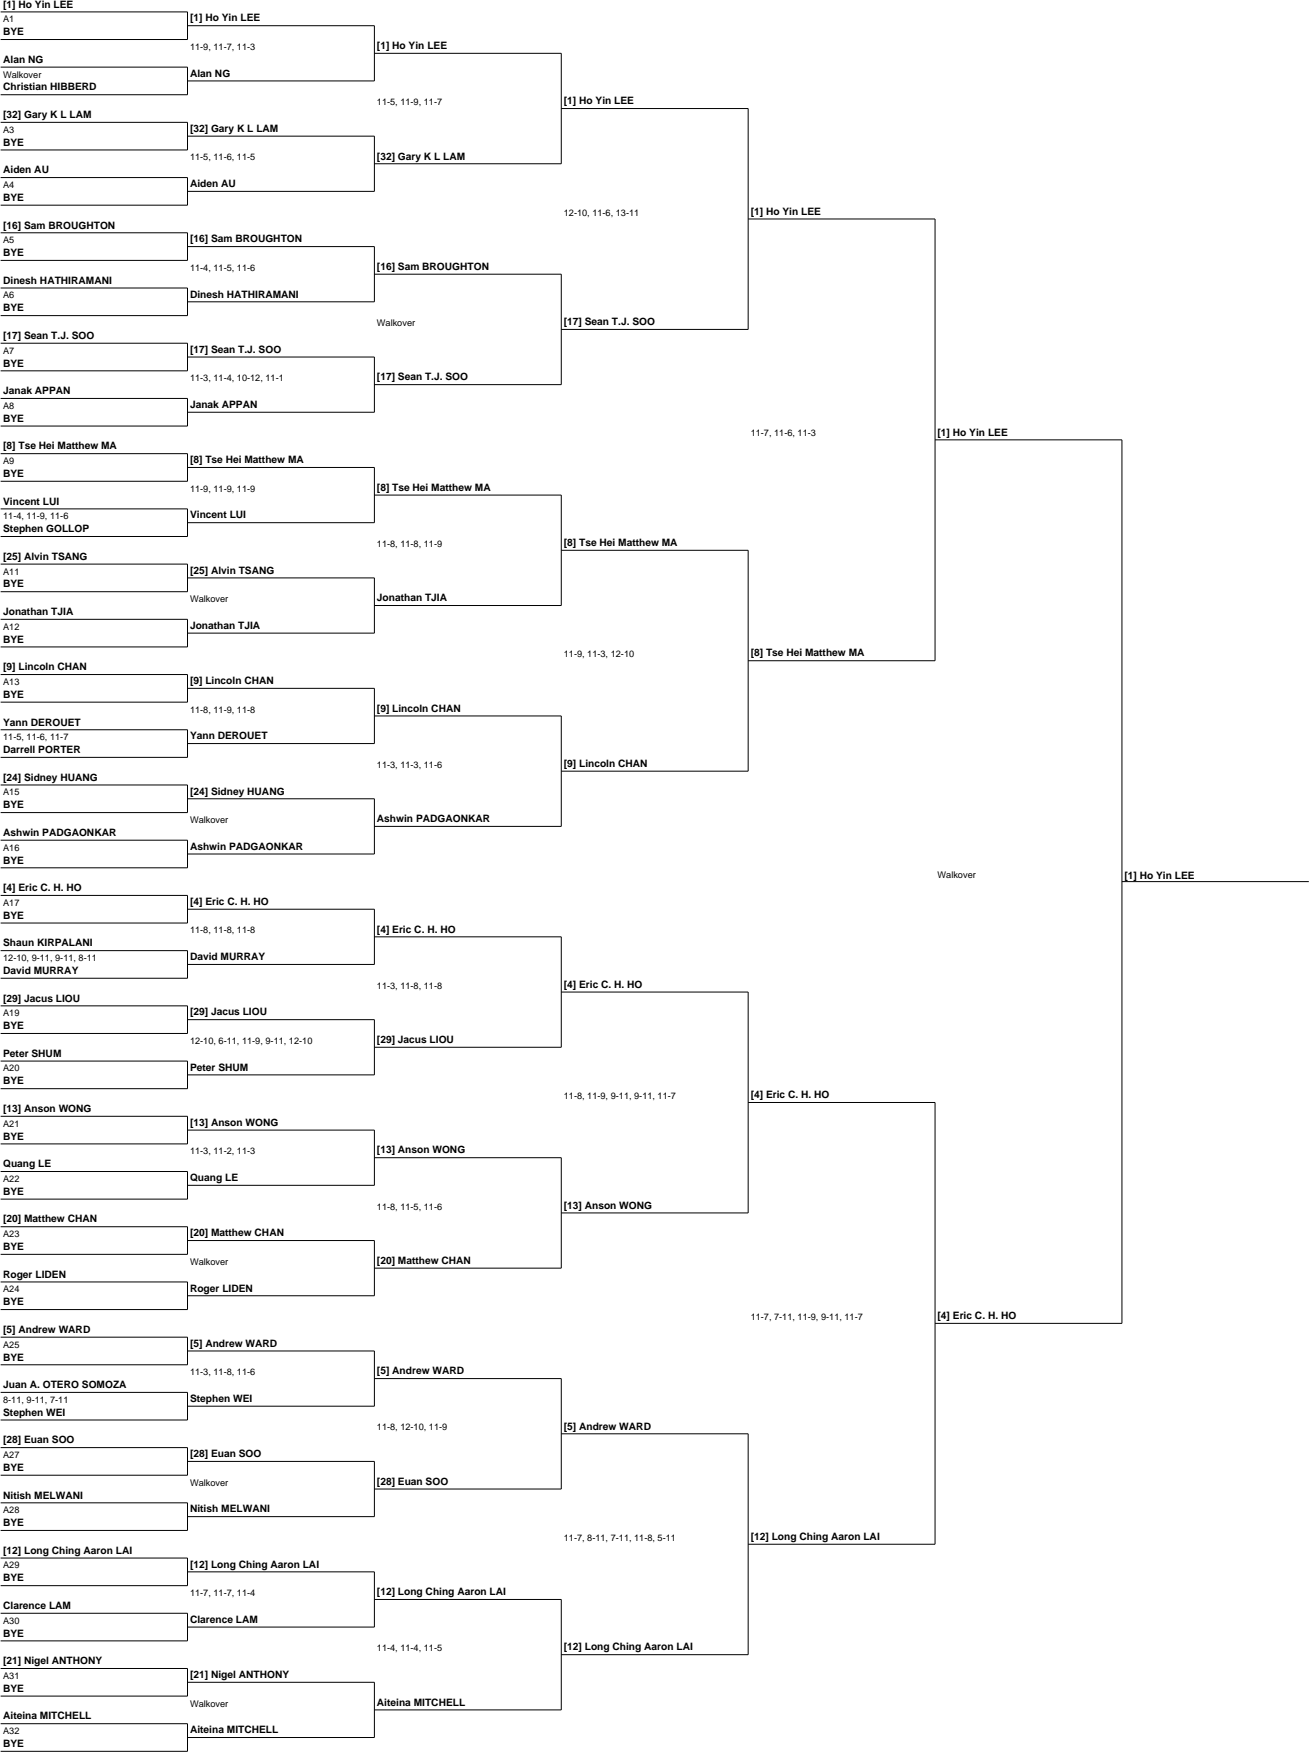 [1] Ho Yin LEE
A1
BYE
Alan NG
Walkover
Christian HIBBERD
[32] Gary K L LAM
A3
BYE
Aiden AU
A4
BYE
[16] Sam BROUGHTON
A5
BYE
Dinesh HATHIRAMANI
A6
BYE
[17] Sean T.J. SOO
A7
BYE
Janak APPAN
A8
BYE
[8] Tse Hei Matthew MA
A9
BYE
Vincent LUI
11-4, 11-9, 11-6
Stephen GOLLOP
[25] Alvin TSANG
A11
BYE
Jonathan TJIA
A12
BYE
[9] Lincoln CHAN
A13
BYE
Yann DEROUET
11-5, 11-6, 11-7
Darrell PORTER
[24] Sidney HUANG
A15
BYE
Ashwin PADGAONKAR
A16
BYE
[4] Eric C. H. HO
A17
BYE
Shaun KIRPALANI
12-10, 9-11, 9-11, 8-11
David MURRAY
[29] Jacus LIOU
A19
BYE
Peter SHUM
A20
BYE
[13] Anson WONG
A21
BYE
Quang LE
A22
BYE
[20] Matthew CHAN
A23
BYE
Roger LIDEN
A24
BYE
[5] Andrew WARD
A25
BYE
Juan A. OTERO SOMOZA
8-11, 9-11, 7-11
Stephen WEI
[28] Euan SOO
A27
BYE
Nitish MELWANI
A28
BYE
[12] Long Ching Aaron LAI
A29
BYE
Clarence LAM
A30
BYE
[21] Nigel ANTHONY
A31
BYE
Aiteina MITCHELL
A32
BYE
[1] Ho Yin LEE
11-9, 11-7, 11-3
Alan NG
[32] Gary K L LAM
11-5, 11-6, 11-5
Aiden AU
[16] Sam BROUGHTON
11-4, 11-5, 11-6
Dinesh HATHIRAMANI
[17] Sean T.J. SOO
11-3, 11-4, 10-12, 11-1
Janak APPAN
[8] Tse Hei Matthew MA
11-9, 11-9, 11-9
Vincent LUI
[25] Alvin TSANG
Walkover
Jonathan TJIA
[9] Lincoln CHAN
11-8, 11-9, 11-8
Yann DEROUET
[24] Sidney HUANG
Walkover
Ashwin PADGAONKAR
[4] Eric C. H. HO
11-8, 11-8, 11-8
David MURRAY
[29] Jacus LIOU
12-10, 6-11, 11-9, 9-11, 12-10
Peter SHUM
[13] Anson WONG
11-3, 11-2, 11-3
Quang LE
[20] Matthew CHAN
Walkover
Roger LIDEN
[5] Andrew WARD
11-3, 11-8, 11-6
Stephen WEI
[28] Euan SOO
Walkover
Nitish MELWANI
[12] Long Ching Aaron LAI
11-7, 11-7, 11-4
Clarence LAM
[21] Nigel ANTHONY
Walkover
Aiteina MITCHELL
[1] Ho Yin LEE
11-5, 11-9, 11-7
[32] Gary K L LAM
[16] Sam BROUGHTON
Walkover
[17] Sean T.J. SOO
[8] Tse Hei Matthew MA
11-8, 11-8, 11-9
Jonathan TJIA
[9] Lincoln CHAN
11-3, 11-3, 11-6
Ashwin PADGAONKAR
[4] Eric C. H. HO
11-3, 11-8, 11-8
[29] Jacus LIOU
[13] Anson WONG
11-8, 11-5, 11-6
[20] Matthew CHAN
[5] Andrew WARD
11-8, 12-10, 11-9
[28] Euan SOO
[12] Long Ching Aaron LAI
11-4, 11-4, 11-5
Aiteina MITCHELL
[1] Ho Yin LEE
12-10, 11-6, 13-11
[17] Sean T.J. SOO
[8] Tse Hei Matthew MA
11-9, 11-3, 12-10
[9] Lincoln CHAN
[4] Eric C. H. HO
11-8, 11-9, 9-11, 9-11, 11-7
[13] Anson WONG
[5] Andrew WARD
11-7, 8-11, 7-11, 11-8, 5-11
[12] Long Ching Aaron LAI
[1] Ho Yin LEE
11-7, 11-6, 11-3
[8] Tse Hei Matthew MA
[4] Eric C. H. HO
11-7, 7-11, 11-9, 9-11, 11-7
[12] Long Ching Aaron LAI
[1] Ho Yin LEE
Walkover
[4] Eric C. H. HO
[1] Ho Yin LEE